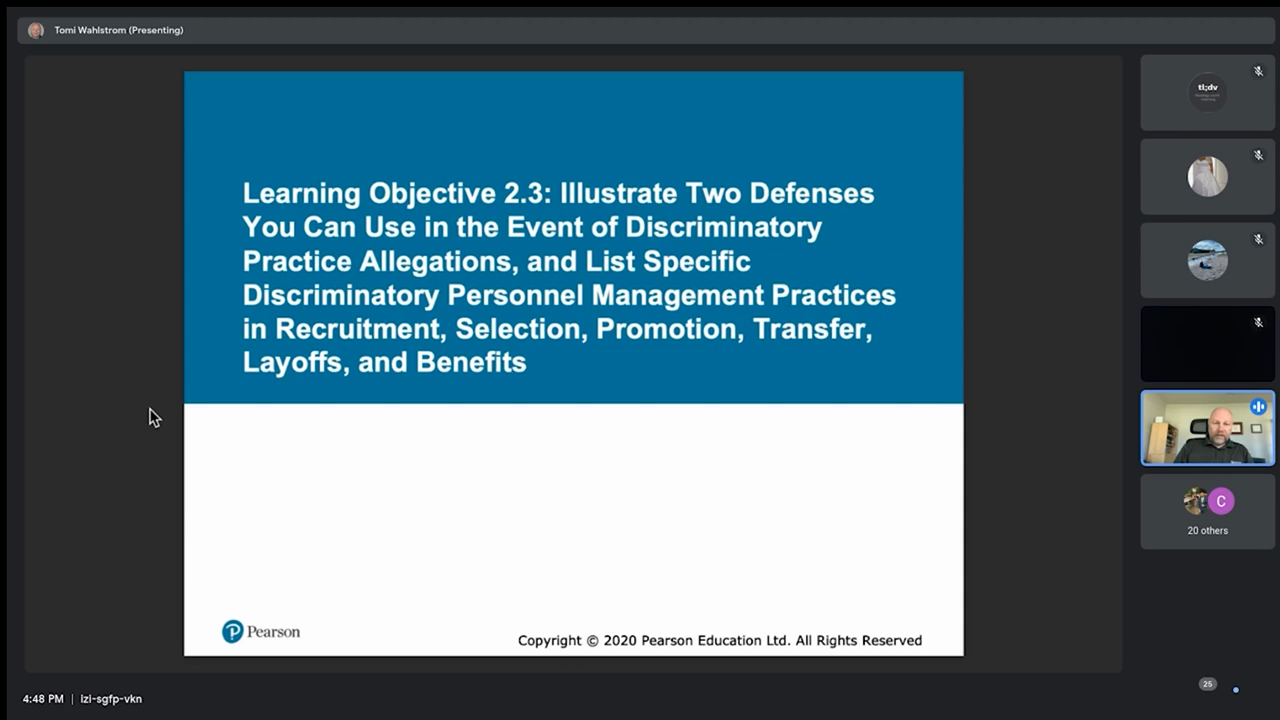 Tomi Wahlstrom (Presenting)
tl;dv
Learning Objective 2.3: Illustrate Two Defenses
You Can Use in the Event of Discriminatory
Practice Allegations, and List Specific
Discriminatory Personnel Management Practices
in Recruitment, Selection, Promotion, Transfer,
Layoffs, and Benefits
C
20 others
P Pearson
Copyright © 2020 Pearson Education Ltd. All Rights Reserved
4:48 PM | izi-sgfp-vkn
25